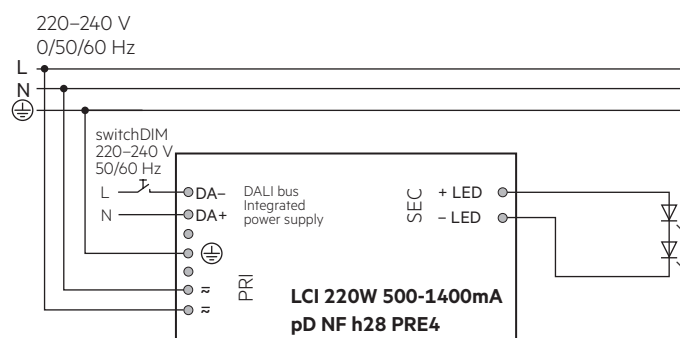 220–240 V
0/50/60 Hz
L
N
switchDIM
220–240 V
50/60 Hz
L
N
DA–
DA+
DALI bus
Integrated
power supply
PRI
SEC
+ LED
– LED
LCI 220W 500-1400mA
pD NF h28 PRE4